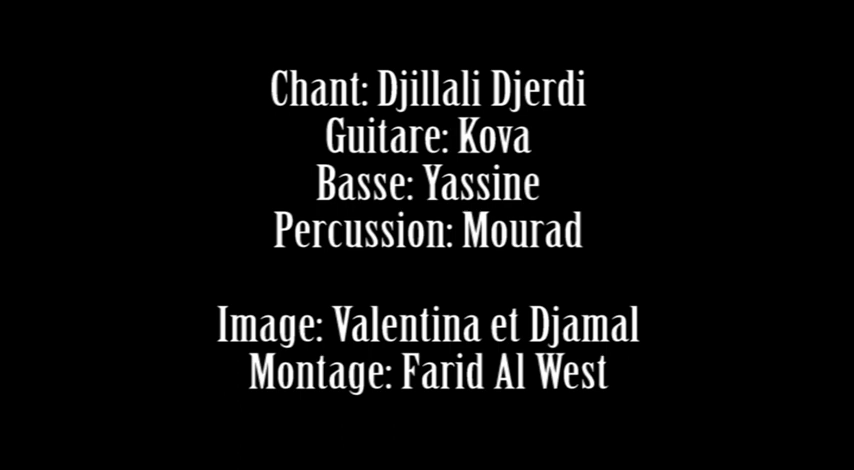 Chant: Djillali Djerdi
Guitare: Kova
Basse: Yassine
Percussion: Mourad
Image: Valentina et Djamal
Montage: Farid Al West